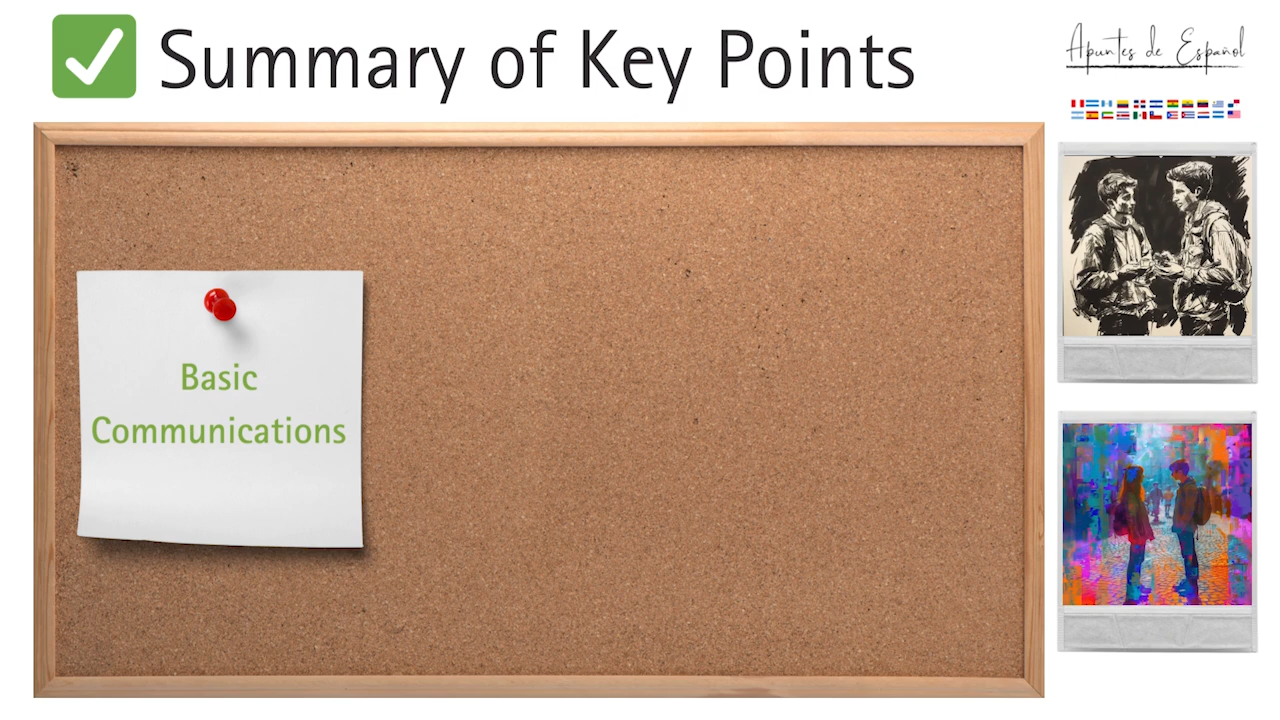 Summary of Key Points
Apuntes de Español
Basic
Communications